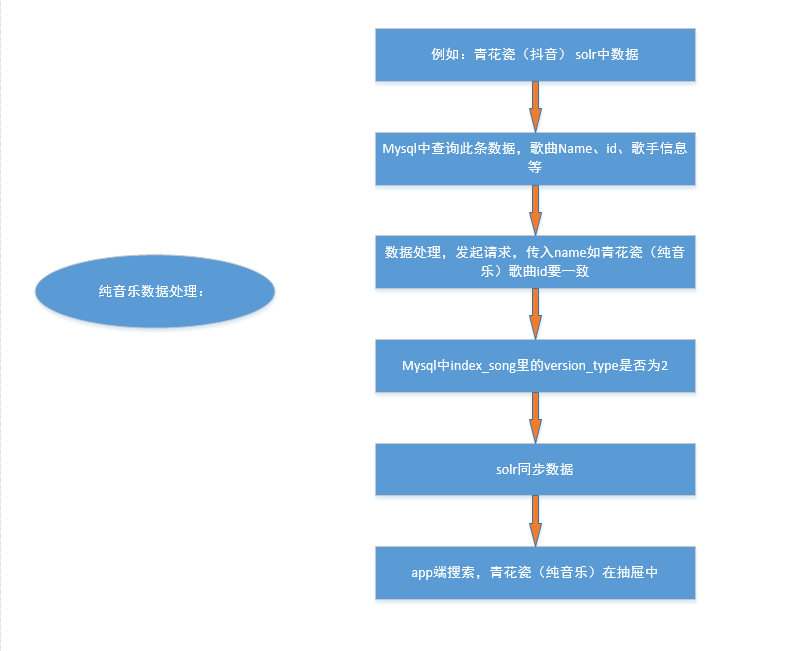 例如：青花瓷（抖音） solr中数据
Mysql中查询此条数据，歌曲Name、id、歌手信息
等
数据处理，发起请求，传入name如青花瓷（纯音
乐）歌曲id要一致
纯音乐数据处理：
Mysql中index_song里的version_type是否为2
solr同步数据
app端搜索，青花瓷（纯音乐）在抽屉中